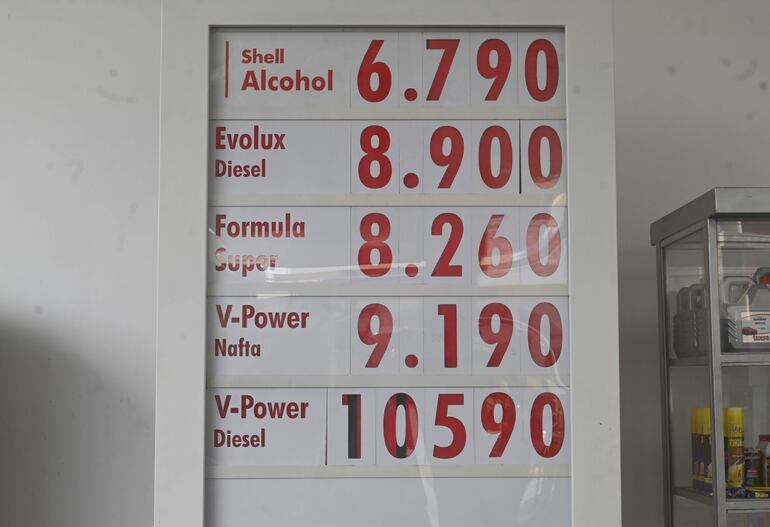 Shell
Alcohol 6.790
Evolux
Diesel 8.900
Formula
Super 8.260
V-Power
Nafta 9.190
V-Power
Diesel 10590